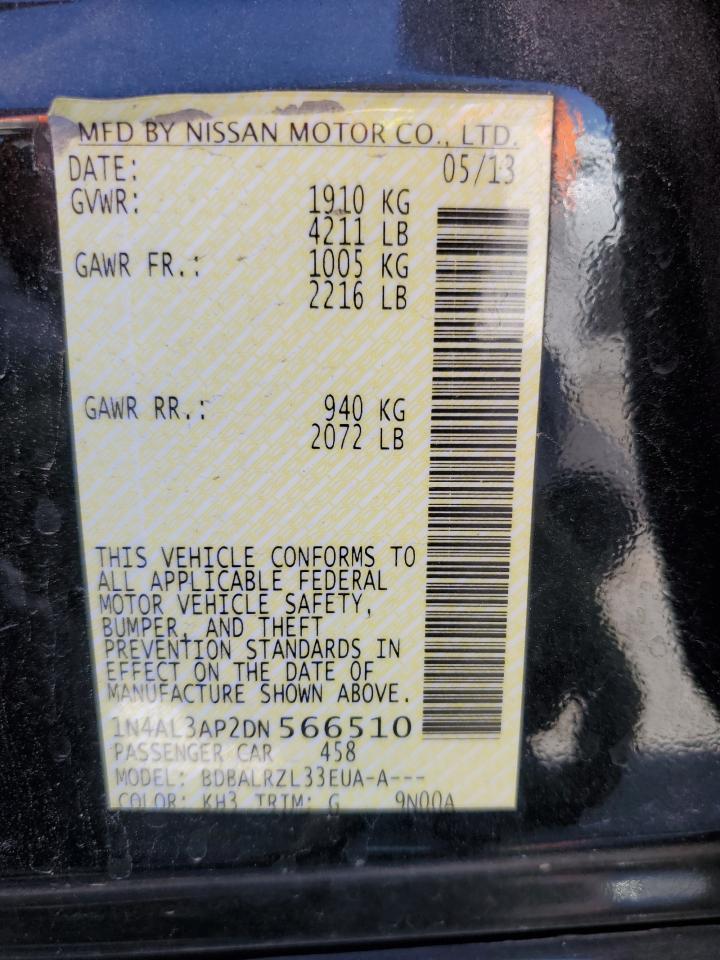 MFD BY NISSAN MOTOR CO., LTD.
DATE: 05/13
GVWR: 1910 KG
4211 LB
GAWR FR.: 1005 KG
2216 LB
GAWR RR.: 940 KG
2072 LB
THIS VEHICLE CONFORMS TO
ALL APPLICABLE FEDERAL
MOTOR VEHICLE SAFETY,
BUMPER, AND THEFT
PREVENTION STANDARDS IN
EFFECT ON THE DATE OF
MANUFACTURE SHOWN ABOVE.
1N4AL3AP2DN 566510
PASSENGER CAR 458
MODEL: BDBALRZL33EUA-A---
COLOR: KH3 TRIM: G 9N00A